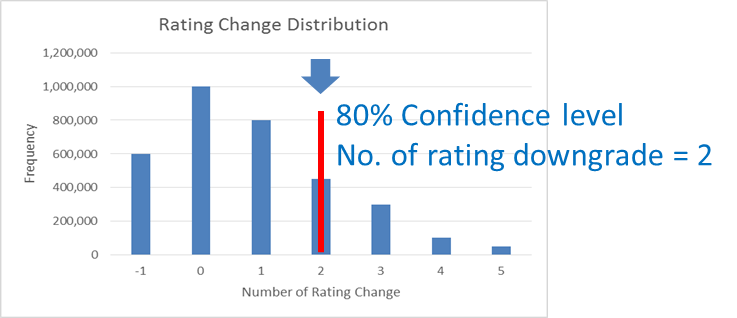 Rating Change Distribution
1,200,000
1,000,000
800,000
600,000
400,000
200,000
0
Frequency
-1 0 1 2 3 4 5
Number of Rating Change
80% Confidence level
No. of rating downgrade = 2